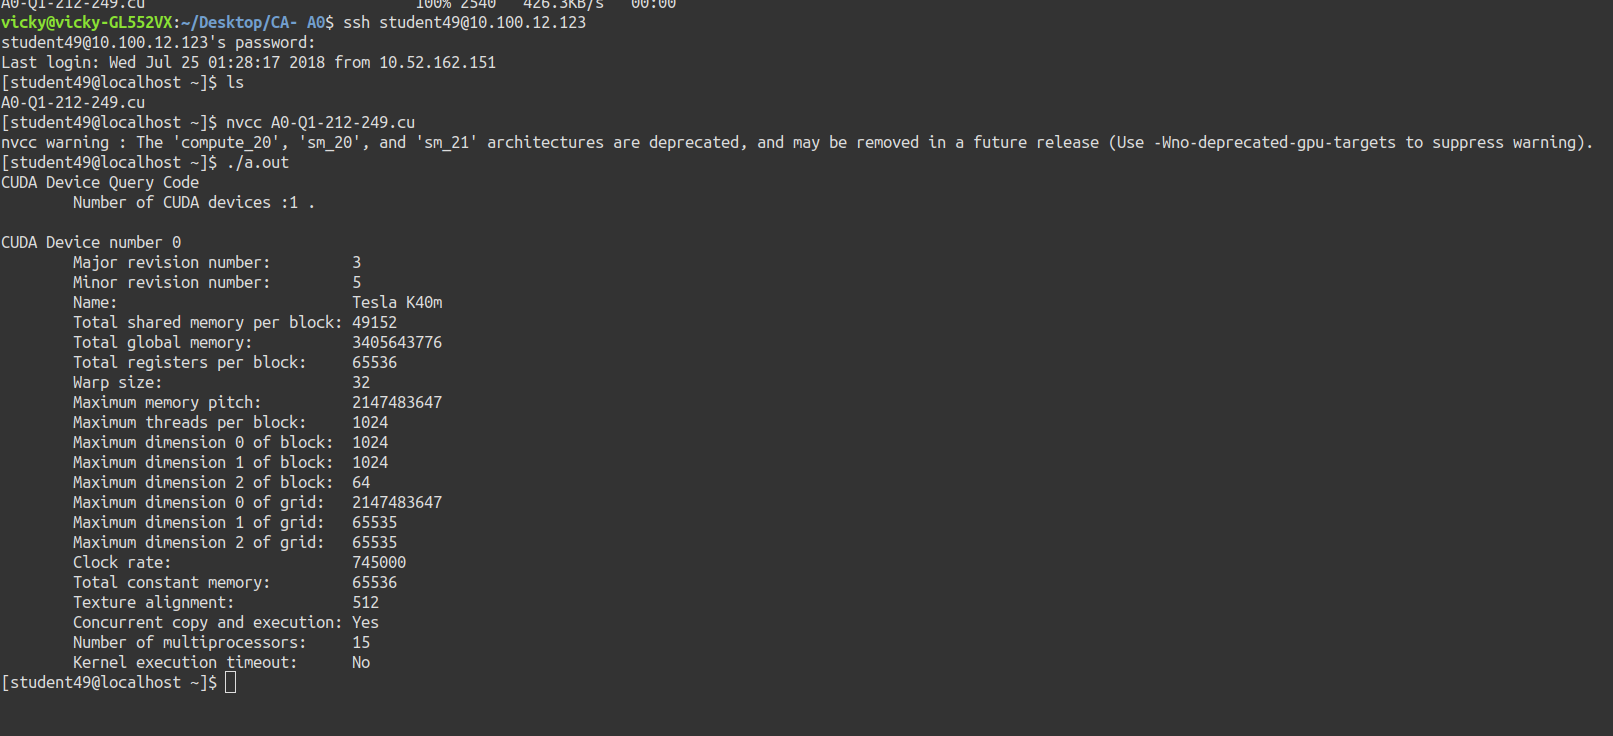 A0-Q1-212-249.cu                              100% 2540   426.3KB/s   00:00
vicky@vicky-GL552VX:~/Desktop/CA- A0$ ssh student49@10.100.12.123
student49@10.100.12.123's password:
Last login: Wed Jul 25 01:28:17 2018 from 10.52.162.151
[student49@localhost ~]$ ls
A0-Q1-212-249.cu
[student49@localhost ~]$ nvcc A0-Q1-212-249.cu
nvcc warning : The 'compute_20', 'sm_20', and 'sm_21' architectures are deprecated, and may be removed in a future release (Use -Wno-deprecated-gpu-targets to suppress warning).
[student49@localhost ~]$ ./a.out
CUDA Device Query Code
        Number of CUDA devices :1 .

CUDA Device number 0
        Major revision number:         3
        Minor revision number:         5
        Name:                          Tesla K40m
        Total shared memory per block: 49152
        Total global memory:           3405643776
        Total registers per block:     65536
        Warp size:                     32
        Maximum memory pitch:          2147483647
        Maximum threads per block:     1024
        Maximum dimension 0 of block:  1024
        Maximum dimension 1 of block:  1024
        Maximum dimension 2 of block:  64
        Maximum dimension 0 of grid:   2147483647
        Maximum dimension 1 of grid:   65535
        Maximum dimension 2 of grid:   65535
        Clock rate:                    745000
        Total constant memory:         65536
        Texture alignment:             512
        Concurrent copy and execution: Yes
        Number of multiprocessors:     15
        Kernel execution timeout:      No
[student49@localhost ~]$